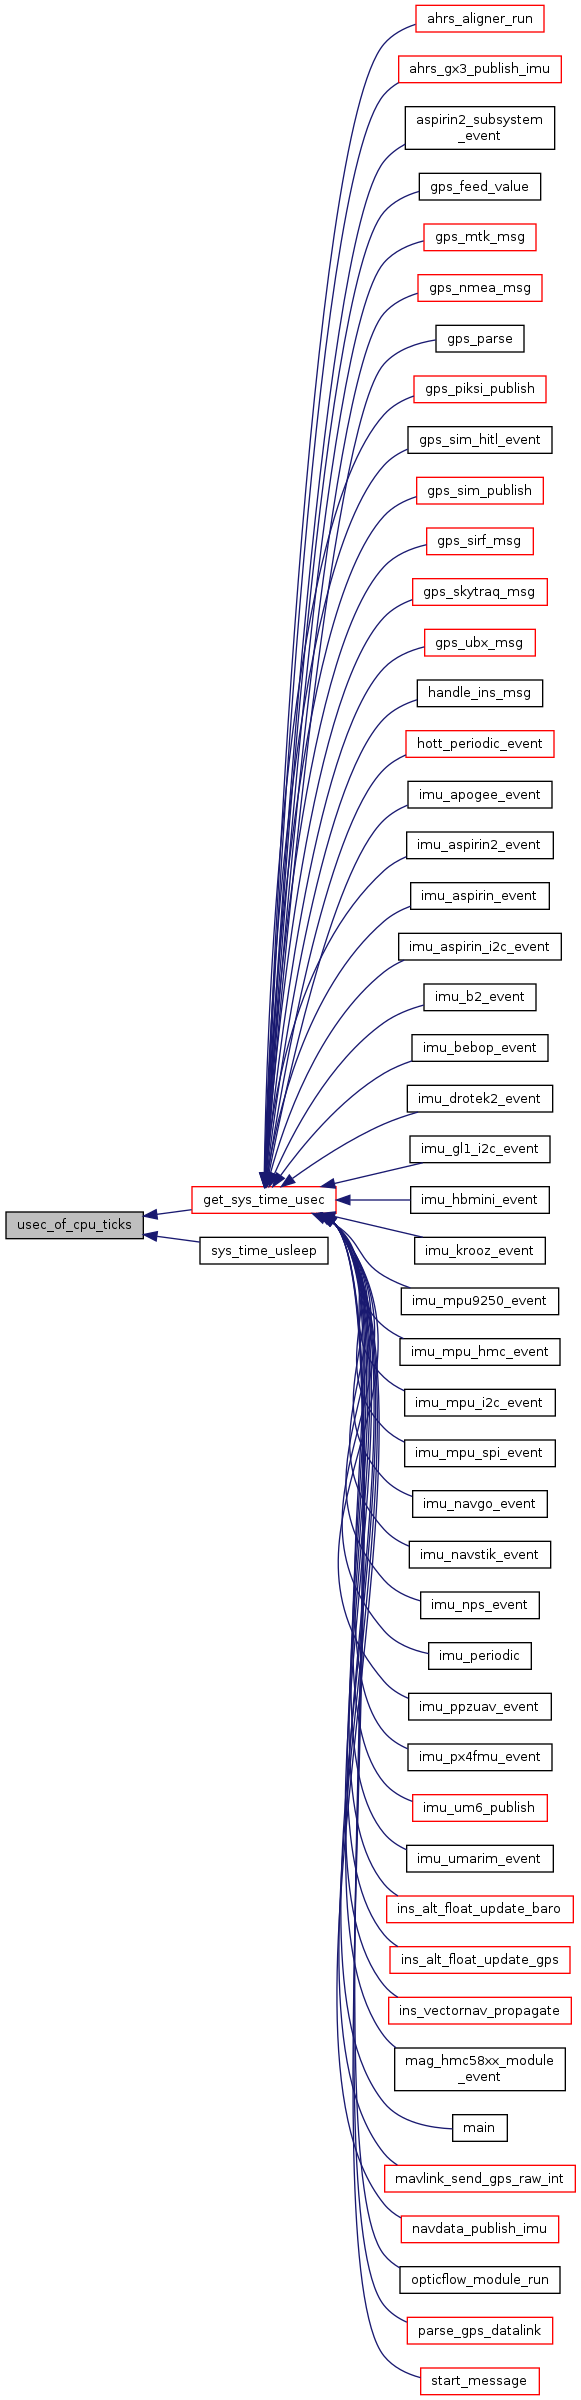 ahrs_aligner_run
ahrs_gx3_publish_imu
aspirin2_subsystem
_event
gps_feed_value
gps_mtk_msg
gps_nmea_msg
gps_parse
gps_piksi_publish
gps_sim_hitl_event
gps_sim_publish
gps_sirf_msg
gps_skytraq_msg
gps_ubx_msg
handle_ins_msg
hott_periodic_event
imu_apogee_event
imu_aspirin2_event
imu_aspirin_event
imu_aspirin_i2c_event
imu_b2_event
imu_bebop_event
imu_drotek2_event
imu_gl1_i2c_event
get_sys_time_usec
imu_hbmini_event
usec_of_cpu_ticks
sys_time_usleep
imu_krooz_event
imu_mpu9250_event
imu_mpu_hmc_event
imu_mpu_i2c_event
imu_mpu_spi_event
imu_navgo_event
imu_navstik_event
imu_nps_event
imu_periodic
imu_ppzuav_event
imu_px4fmu_event
imu_um6_publish
imu_umarim_event
ins_alt_float_update_baro
ins_alt_float_update_gps
ins_vectornav_propagate
mag_hmc58xx_module
_event
main
mavlink_send_gps_raw_int
navdata_publish_imu
opticflow_module_run
parse_gps_datalink
start_message